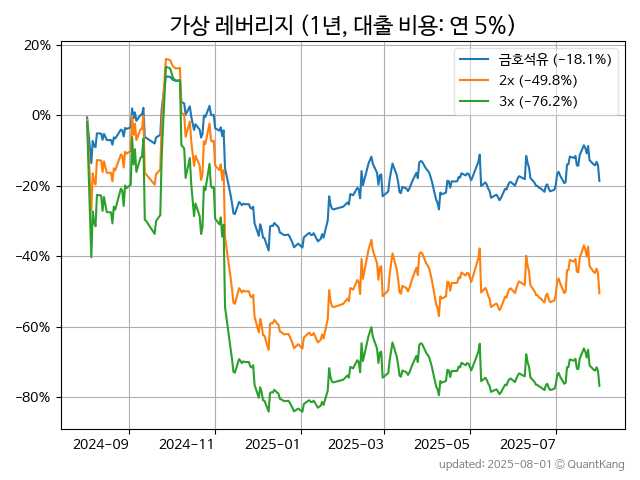 가상 레버리지 (1년, 대출 비용: 연 5%)
20%
0%
−20%
−40%
−60%
−80%
금호석유 (-18.1%)
2x (-49.8%)
3x (-76.2%)
2024-09
2024-11
2025-01
2025-03
2025-05
2025-07
updated: 2025-08-01 © QuantKang